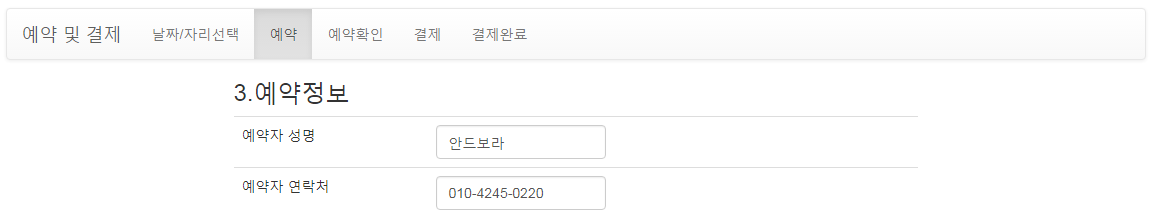 예약 및 결제 날짜/자리선택 예약 예약확인 결제 결제완료
3.예약정보
예약자 성명 안드보라
예약자 연락처 010-4245-0220